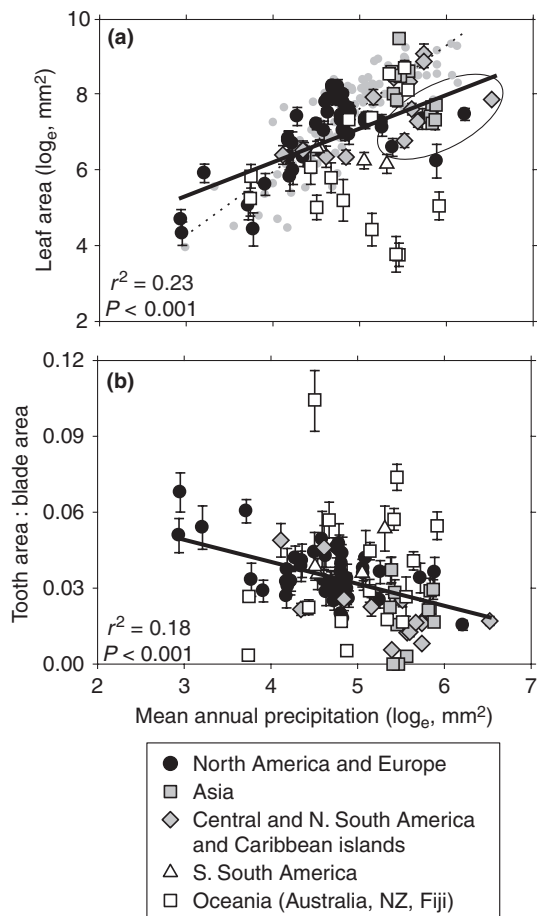 (a)
10
8
6
4
2
Leaf area (logₑ, mm²)
r² = 0.23
P < 0.001
(b)
0.12
0.09
0.06
0.03
0.00
Tooth area : blade area
r² = 0.18
P < 0.001
2 3 4 5 6 7
Mean annual precipitation (logₑ, mm²)
North America and Europe
Asia
Central and N. South America
and Caribbean islands
S. South America
Oceania (Australia, NZ, Fiji)